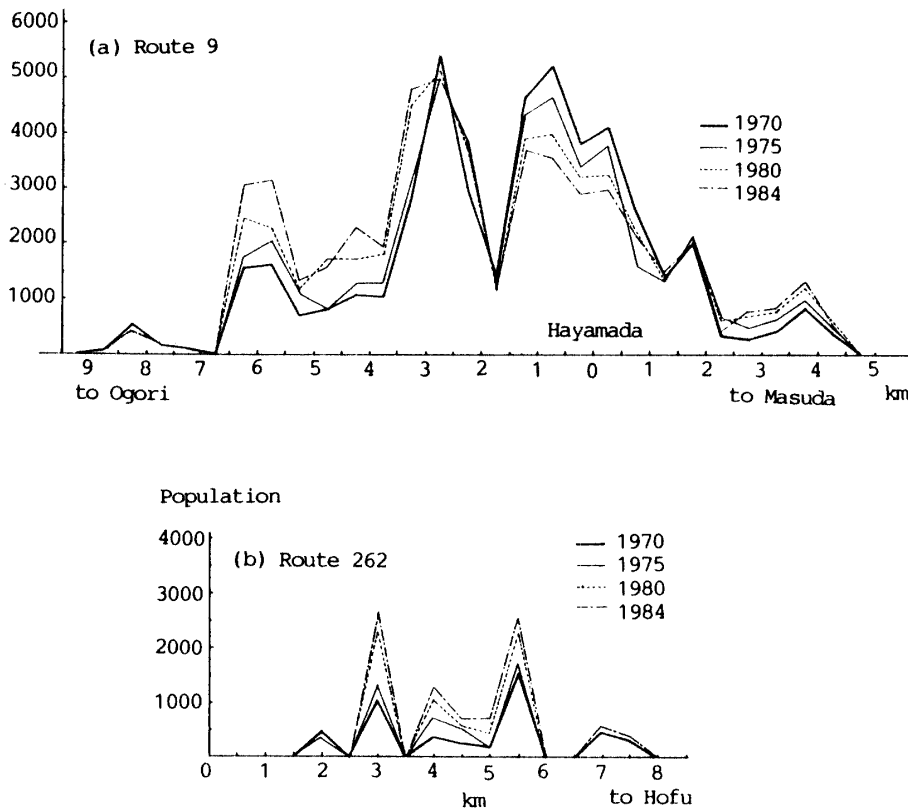 6000
(a) Route 9
5000
4000
3000
2000
1000
1970
1975
1980
1984
Hayamada
9 8 7 6 5 4 3 2 1 0 1 2 3 4 5
to Ogori to Masuda km
Population
4000
(b) Route 262
3000
2000
1000
1970
1975
1980
1984
0 1 2 3 4 5 6 7 8
km to Hofu